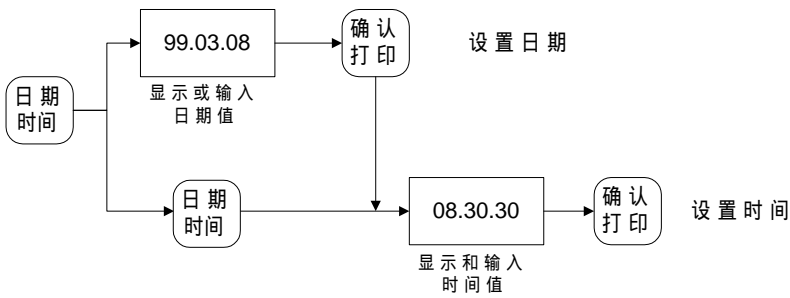 99.03.08
确认
打印
设置日期
显示或输入
日期值
日期
时间
日期
时间
08.30.30
确认
打印
设置时间
显示和输入
时间值